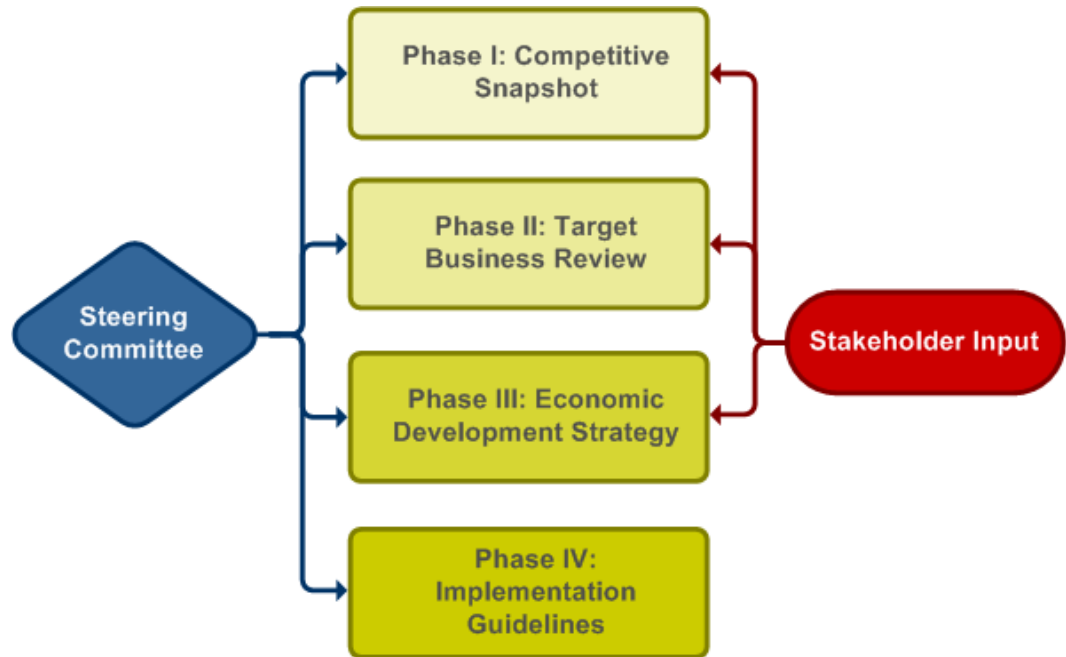 Phase I: Competitive
Snapshot
Phase II: Target
Business Review
Steering
Committee
Stakeholder Input
Phase III: Economic
Development Strategy
Phase IV:
Implementation
Guidelines